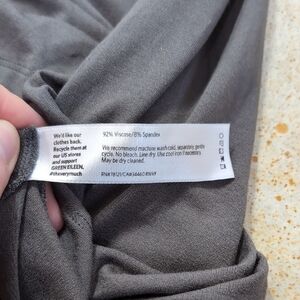 We'd like our
clothes back.
Recycle them at
our US stores
and support
GREEN EILEEN.
92% Viscose/8% Spandex
We recommend machine wash cold, separately, gentle
cycle. No bleach. Line dry. Use cool iron if necessary.
May be dry cleaned.